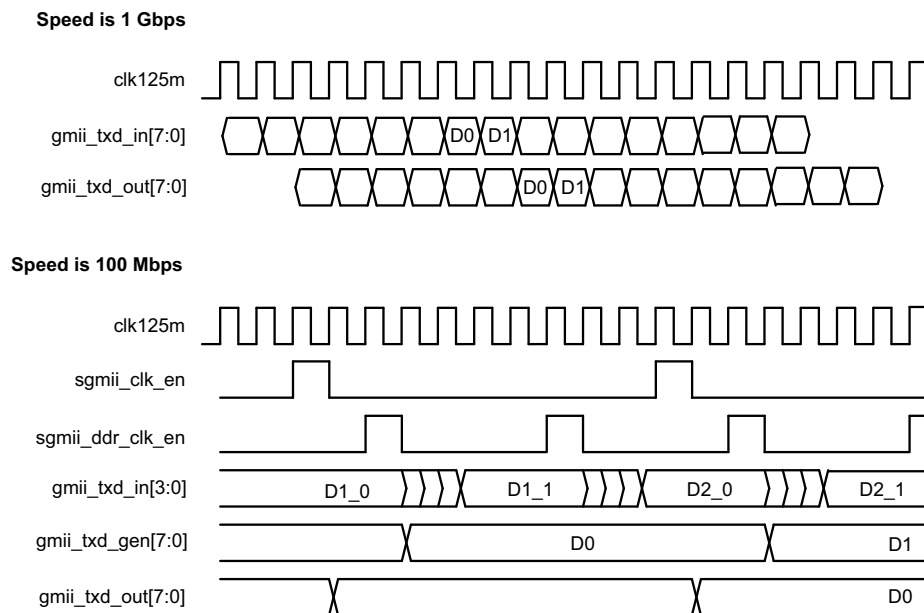 Speed is 1 Gbps
clk125m
gmii_txd_in[7:0] D0 D1
gmii_txd_out[7:0] D0 D1
Speed is 100 Mbps
clk125m
sgmii_clk_en
sgmii_ddr_clk_en
gmii_txd_in[3:0] D1_0 D1_1 D2_0 D2_1
gmii_txd_gen[7:0] D0 D1
gmii_txd_out[7:0] D0